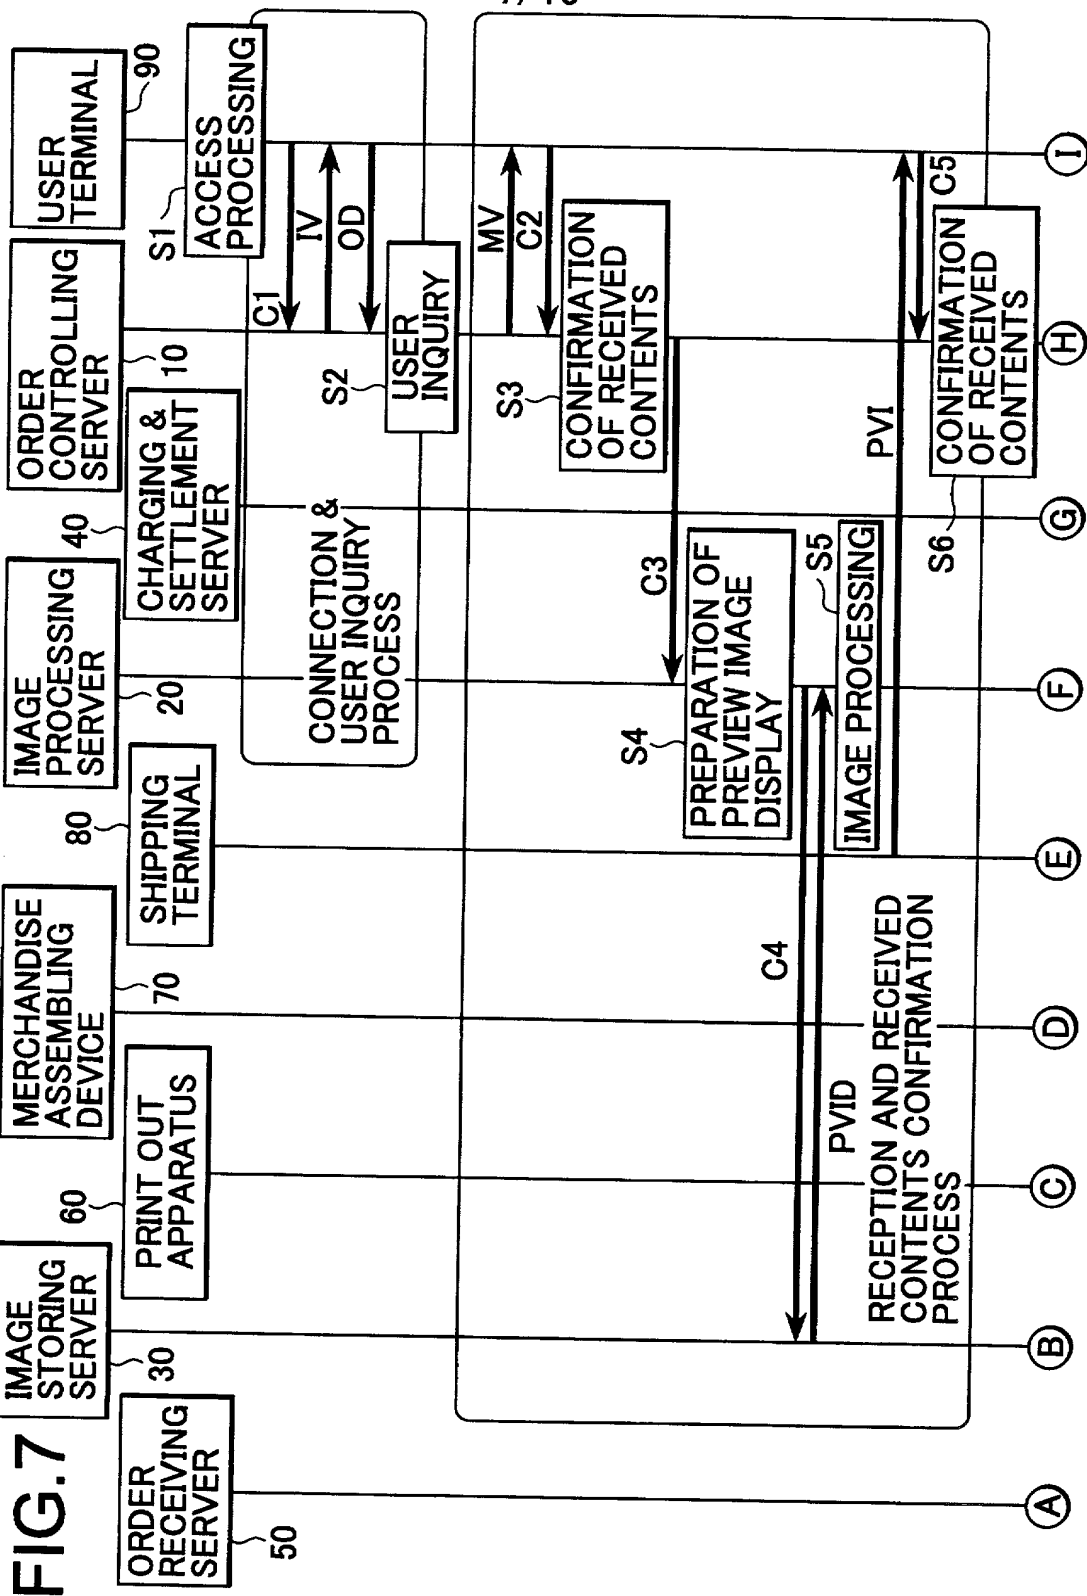 FIG.7
ORDER
RECEIVING
SERVER
50
IMAGE
STORING
SERVER
30
PRINT OUT
APPARATUS
60
MERCHANDISE
ASSEMBLING
DEVICE
70
SHIPPING
TERMINAL
80
IMAGE
PROCESSING
SERVER
20
CHARGING &
SETTLEMENT
SERVER
40
ORDER
CONTROLLING
SERVER
10
USER
TERMINAL
90
S1
ACCESS
PROCESSING
C1
IV
OD
S2
USER
INQUIRY
CONNECTION &
USER INQUIRY
PROCESS
MV
C2
S3
CONFIRMATION
OF RECEIVED
CONTENTS
C3
S4
PREPARATION OF
PREVIEW IMAGE
DISPLAY
C4
PVID
S5
IMAGE PROCESSING
PVI
C5
S6
CONFIRMATION
OF RECEIVED
CONTENTS
RECEPTION AND RECEIVED
CONTENTS CONFIRMATION
PROCESS
A
B
C
D
E
F
G
H
I